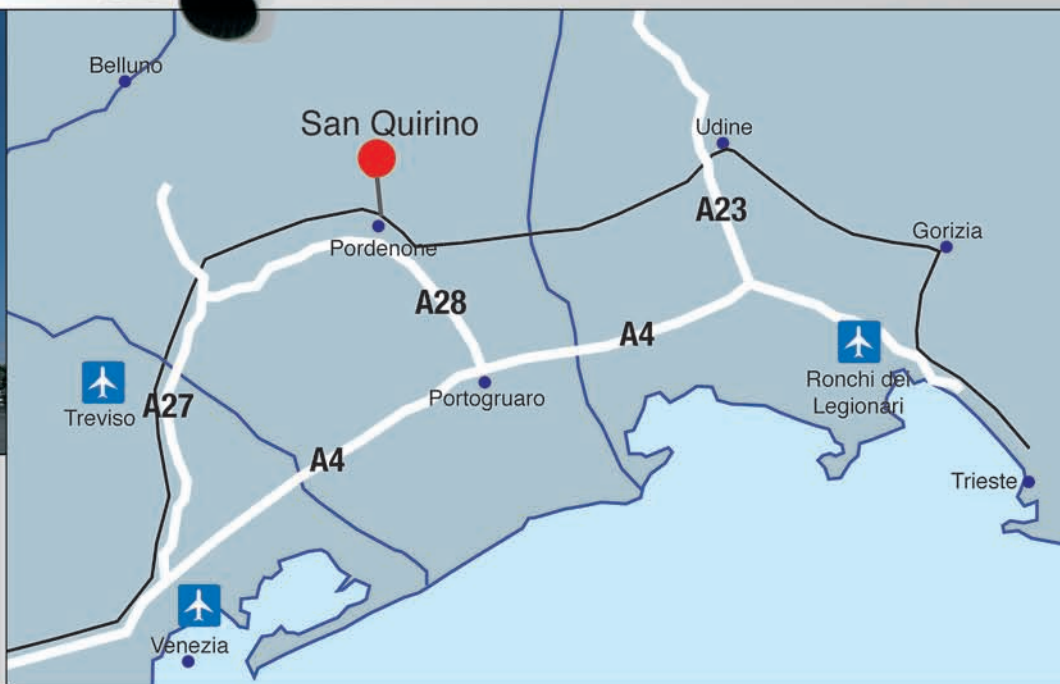 Belluno
San Quirino
Udine
A23
Gorizia
Pordenone
A28
A4
Ronchi dei
Legionari
Treviso
A27
Portogruaro
A4
Trieste
Venezia